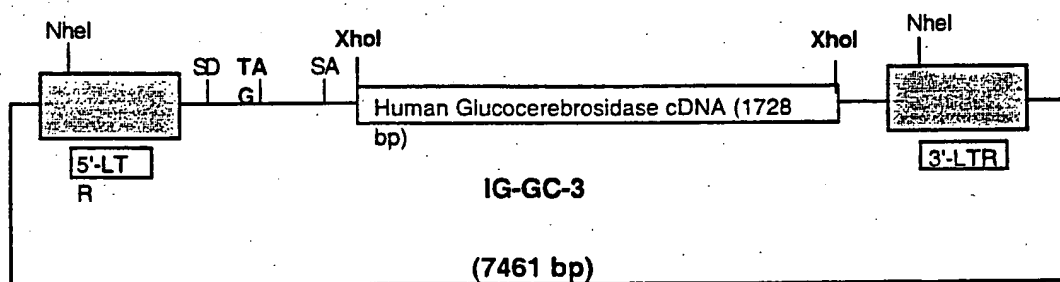 NheI
SD
TA
G
SA
XhoI
XhoI
NheI
Human Glucocerebrosidase cDNA (1728
bp)
5'-LT
R
3'-LTR
IG-GC-3
(7461 bp)